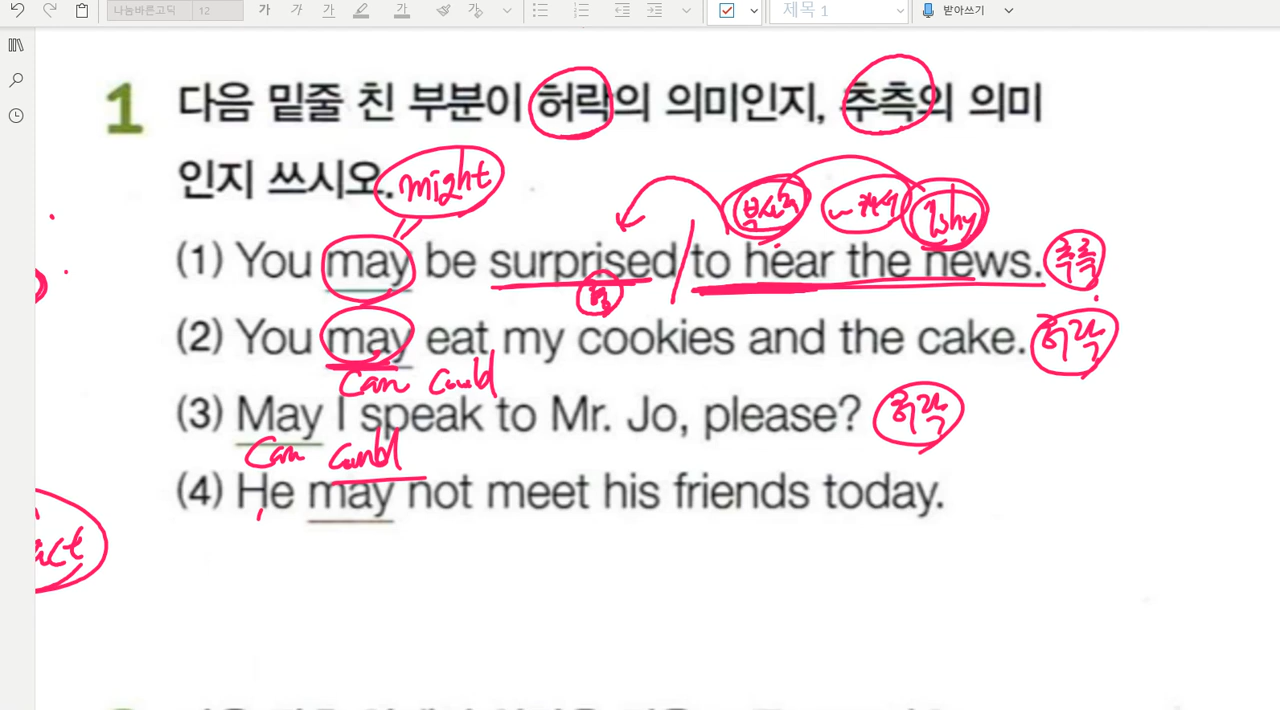 나눔바른고딕 12 가 가 가 가 가 제목 1 받아쓰기
1 다음 밑줄 친 부분이 허락의 의미인지, 추측의 의미
인지 쓰시오. might
부사적 ~해서 why
(1) You may be surprised to hear the news. 추측
형
(2) You may eat my cookies and the cake. 허락
can could
(3) May I speak to Mr. Jo, please? 허락
Can could
(4) He may not meet his friends today.
act